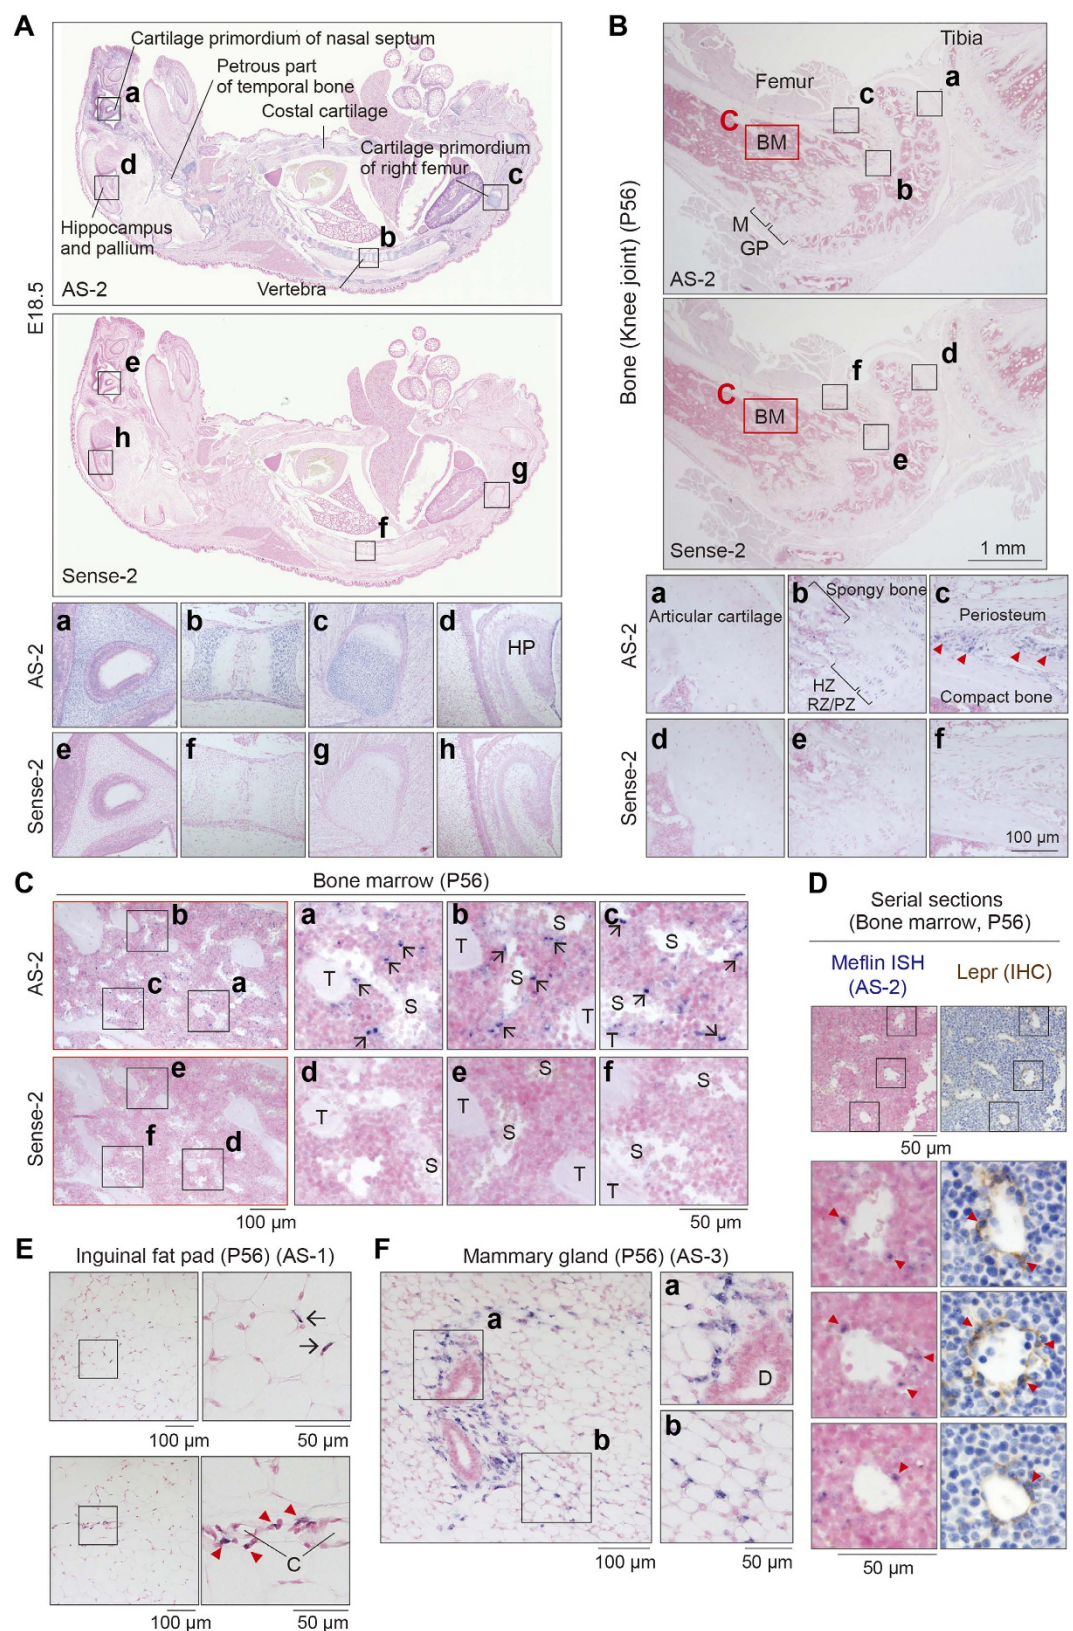 A
Cartilage primordium of nasal septum
Petrous part
of temporal bone
Costal cartilage
Cartilage primordium
of right femur
a
d
c
b
Hippocampus
and pallium
Vertebra
AS-2
E18.5
e
h
g
f
Sense-2
AS-2
a
b
c
d
HP
Sense-2
e
f
g
h
B
Bone (Knee joint) (P56)
Tibia
Femur
a
c
C
BM
b
M
GP
AS-2
d
f
C
BM
e
Sense-2
1 mm
AS-2
a
Articular cartilage
b
Spongy bone
HZ
RZ/PZ
c
Periosteum
Compact bone
Sense-2
d
e
f
100 µm
C
Bone marrow (P56)
AS-2
b
c
a
a
T
S
b
T
S
S
T
c
S
S
T
Sense-2
e
f
d
d
T
S
e
S
T
S
T
f
S
S
T
100 µm
50 µm
D
Serial sections
(Bone marrow, P56)
Meflin ISH
(AS-2)
Lepr (IHC)
50 µm
50 µm
E
Inguinal fat pad (P56) (AS-1)
100 µm
50 µm
C
100 µm
50 µm
F
Mammary gland (P56) (AS-3)
a
b
a
D
b
100 µm
50 µm